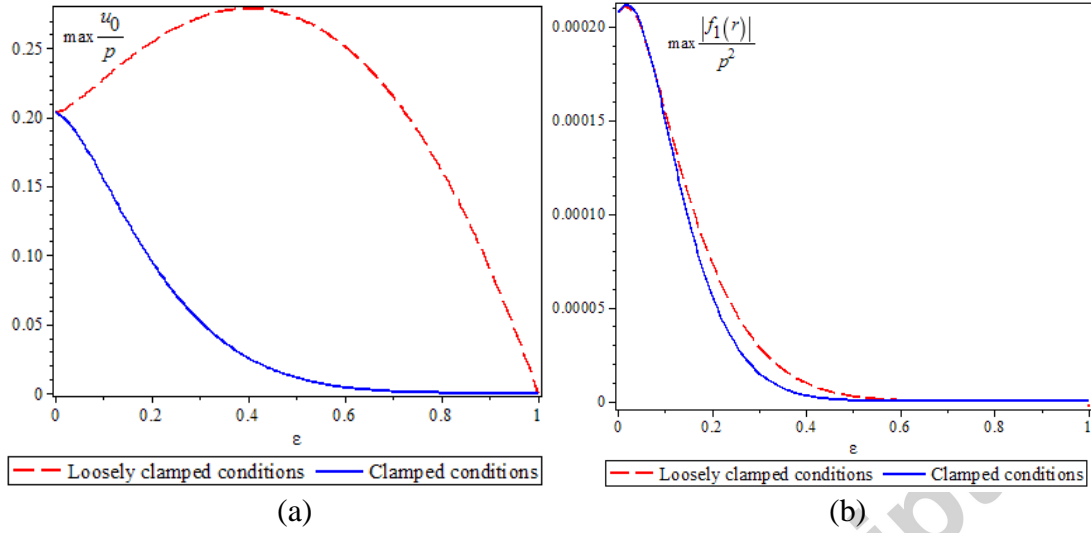 max u₀/p
0.25
0.20
0.15
0.10
0.05
0
0 0.2 0.4 0.6 0.8 1
ε
Loosely clamped conditions Clamped conditions
(a)
max |f₁(r)|/p²
0.00020
0.00015
0.00010
0.00005
0
0 0.2 0.4 0.6 0.8 1
ε
Loosely clamped conditions Clamped conditions
(b)